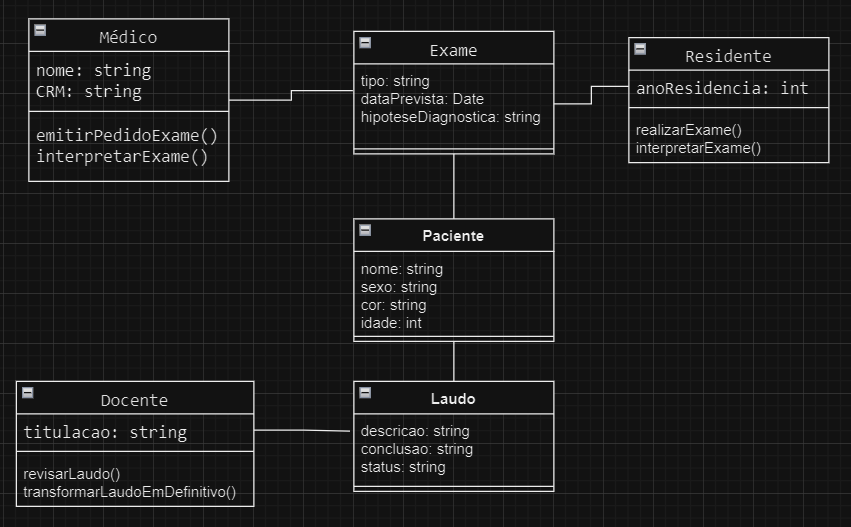 Médico
nome: string
CRM: string
emitirPedidoExame()
interpretarExame()
Exame
tipo: string
dataPrevista: Date
hipoteseDiagnostica: string
Residente
anoResidencia: int
realizarExame()
interpretarExame()
Paciente
nome: string
sexo: string
cor: string
idade: int
Docente
titulacao: string
revisarLaudo()
transformarLaudoEmDefinitivo()
Laudo
descricao: string
conclusao: string
status: string